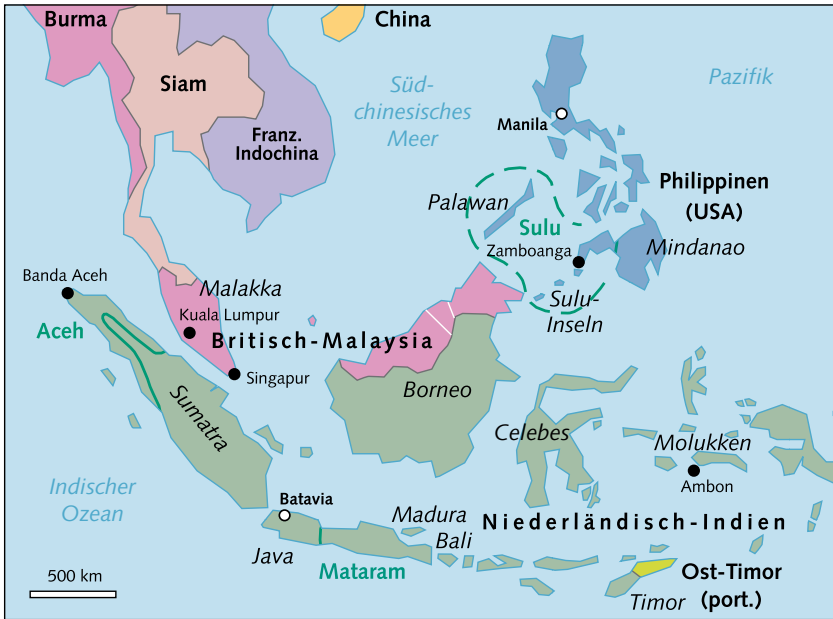 Burma
China
Siam
Süd-
chinesisches
Meer
Pazifik
Franz.
Indochina
Manila
Philippinen
(USA)
Palawan
Sulu
Zamboanga
Mindanao
Banda Aceh
Malakka
Sulu-
Inseln
Kuala Lumpur
Aceh
Britisch-Malaysia
Singapur
Borneo
Sumatra
Celebes
Molukken
Ambon
Indischer
Ozean
Batavia
Madura
Niederländisch-Indien
Bali
Java
Mataram
Ost-Timor
(port.)
Timor
500 km